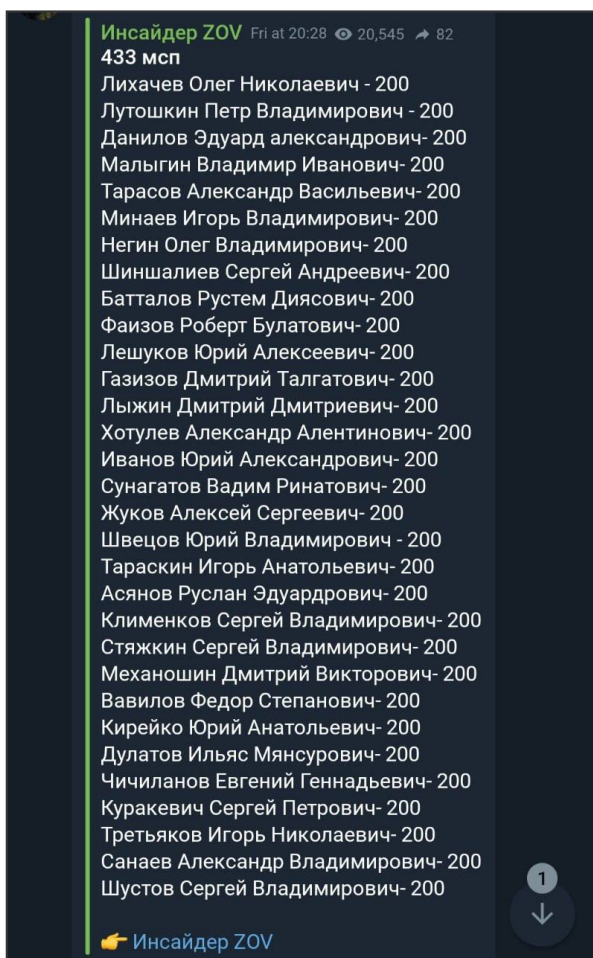 Инсайдер ZOV Fri at 20:28 20,545 82
433 мсп
Лихачев Олег Николаевич - 200
Лутошкин Петр Владимирович - 200
Данилов Эдуард александрович- 200
Малыгин Владимир Иванович- 200
Тарасов Александр Васильевич- 200
Минаев Игорь Владимирович- 200
Негин Олег Владимирович- 200
Шиншалиев Сергей Андреевич- 200
Батталов Рустем Диясович- 200
Фаизов Роберт Булатович- 200
Лешуков Юрий Алексеевич- 200
Газизов Дмитрий Талгатович- 200
Лыжин Дмитрий Дмитриевич- 200
Хотулев Александр Алентинович- 200
Иванов Юрий Александрович- 200
Сунагатов Вадим Ринатович- 200
Жуков Алексей Сергеевич- 200
Швецов Юрий Владимирович - 200
Тараскин Игорь Анатольевич- 200
Асянов Руслан Эдуардрович- 200
Клименков Сергей Владимирович- 200
Стяжкин Сергей Владимирович- 200
Механошин Дмитрий Викторович- 200
Вавилов Федор Степанович- 200
Кирейко Юрий Анатольевич- 200
Дулатов Ильяс Мянсурович- 200
Чичиланов Евгений Геннадьевич- 200
Куракевич Сергей Петрович- 200
Третьяков Игорь Николаевич- 200
Санаев Александр Владимирович- 200
Шустов Сергей Владимирович- 200
1
👉 Инсайдер ZOV